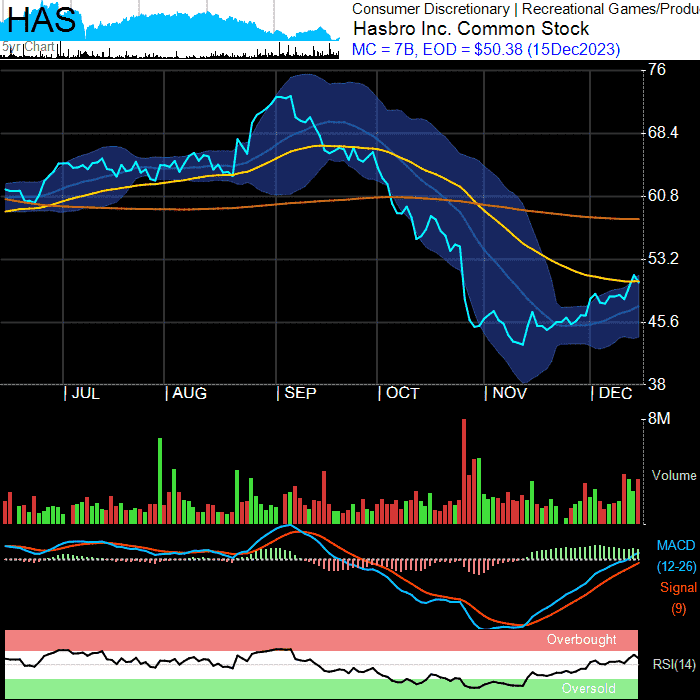 HAS
Consumer Discretionary | Recreational Games/Produ
Hasbro Inc. Common Stock
5yr Chart
MC = 7B, EOD = $50.38 (15Dec2023)
76
68.4
60.8
53.2
45.6
38
| JUL | AUG | SEP | OCT | NOV | DEC
8M
Volume
MACD
(12-26)
Signal
(9)
Overbought
RSI(14)
Oversold